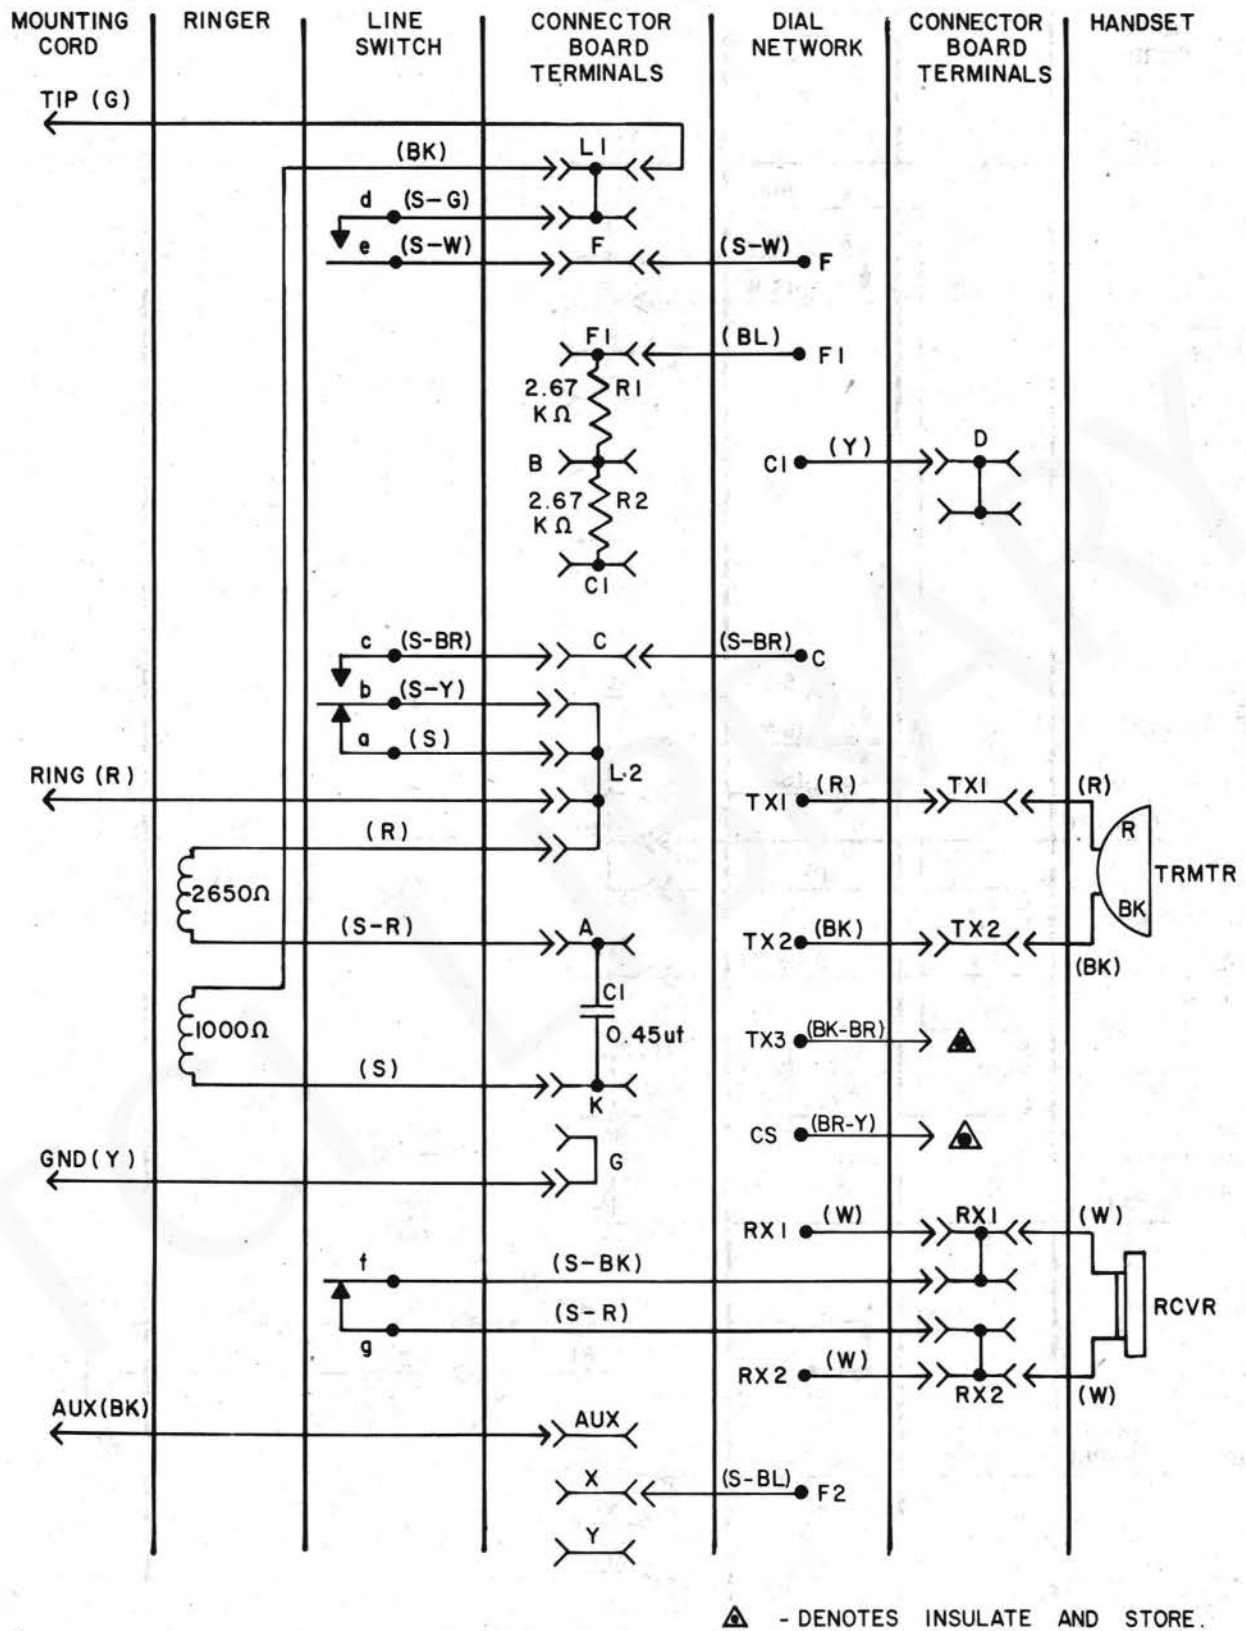 MOUNTING CORD
RINGER
LINE SWITCH
CONNECTOR BOARD TERMINALS
DIAL NETWORK
CONNECTOR BOARD TERMINALS
HANDSET
TIP (G)
(BK)
L1
d (S-G)
e (S-W)
F
(S-W)
F
F1
(BL)
F1
2.67 KΩ
R1
B
C1
(Y)
D
2.67 KΩ
R2
C1
c (S-BR)
C
(S-BR)
C
b (S-Y)
a (S)
L2
RING (R)
TX1
(R)
TX1
(R)
(R)
R
2650Ω
TRMTR
BK
(S-R)
A
TX2
(BK)
TX2
(BK)
C1
0.45uf
1000Ω
TX3
(BK-BR)
(S)
K
CS
(BR-Y)
GND(Y)
G
RX1
(W)
RX1
(W)
f
(S-BK)
RCVR
(S-R)
g
RX2
(W)
RX2
(W)
AUX(BK)
AUX
X
(S-BL)
F2
Y
- DENOTES INSULATE AND STORE.
TCI LIBRARY